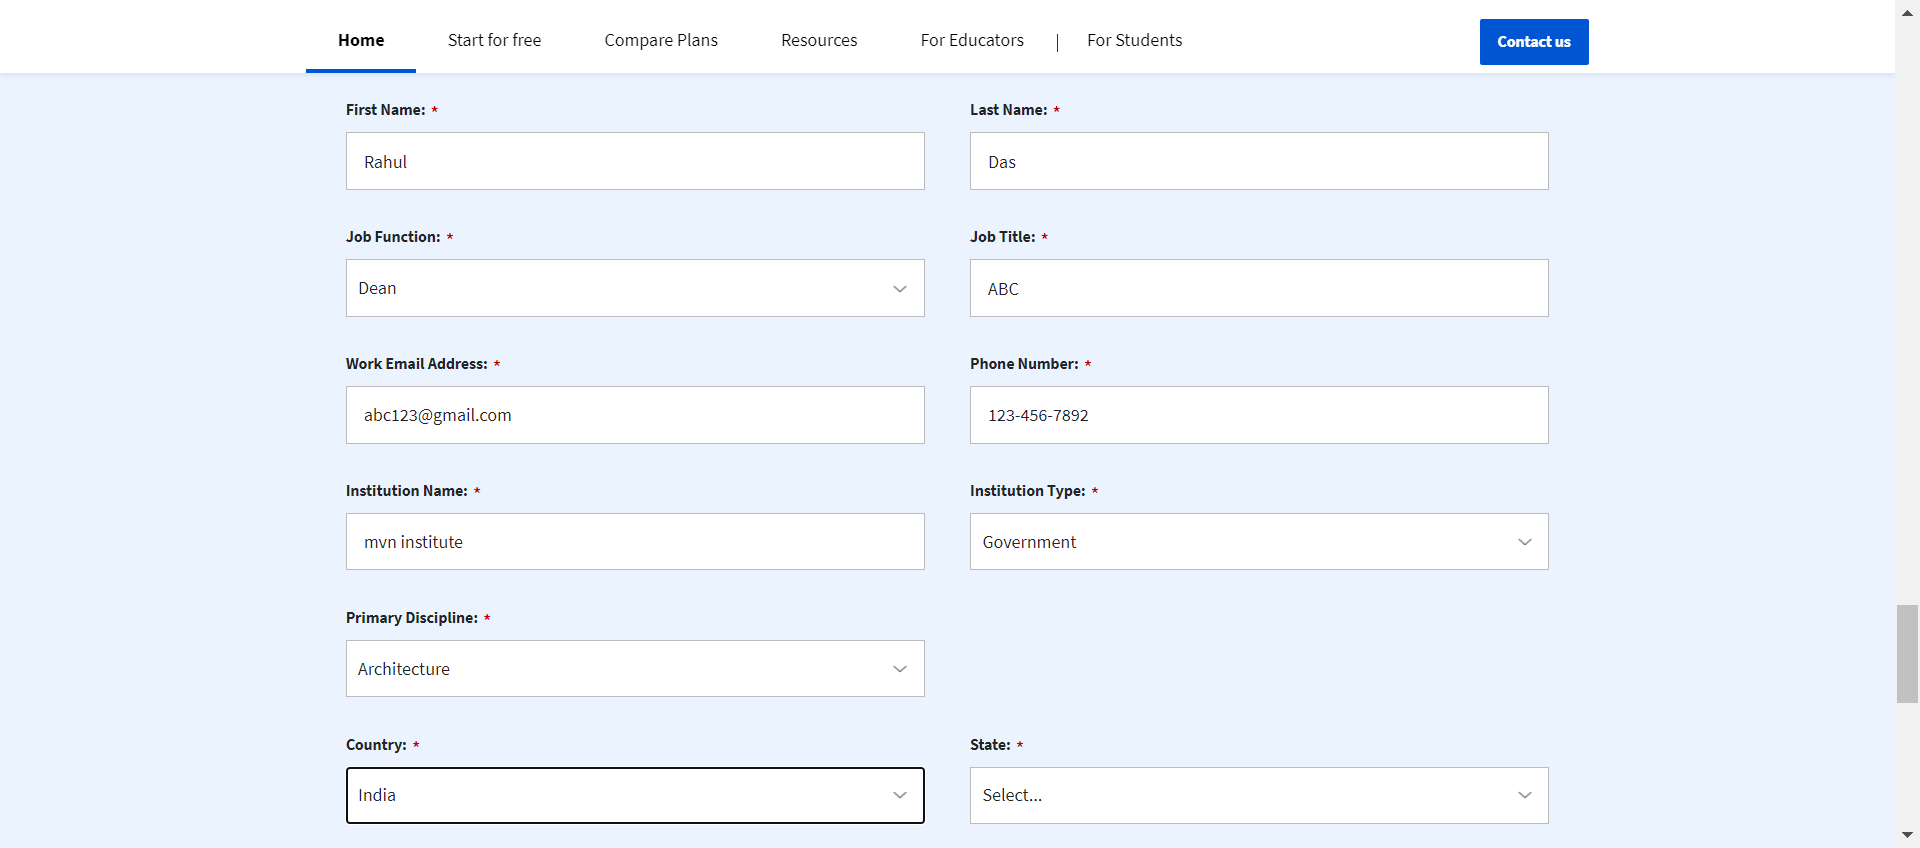 Home Start for free Compare Plans Resources For Educators | For Students Contact us
First Name: * Last Name: *
Rahul Das
Job Function: * Job Title: *
Dean ABC
Work Email Address: * Phone Number: *
abc123@gmail.com 123-456-7892
Institution Name: * Institution Type: *
mvn institute Government
Primary Discipline: *
Architecture
Country: * State: *
India Select...